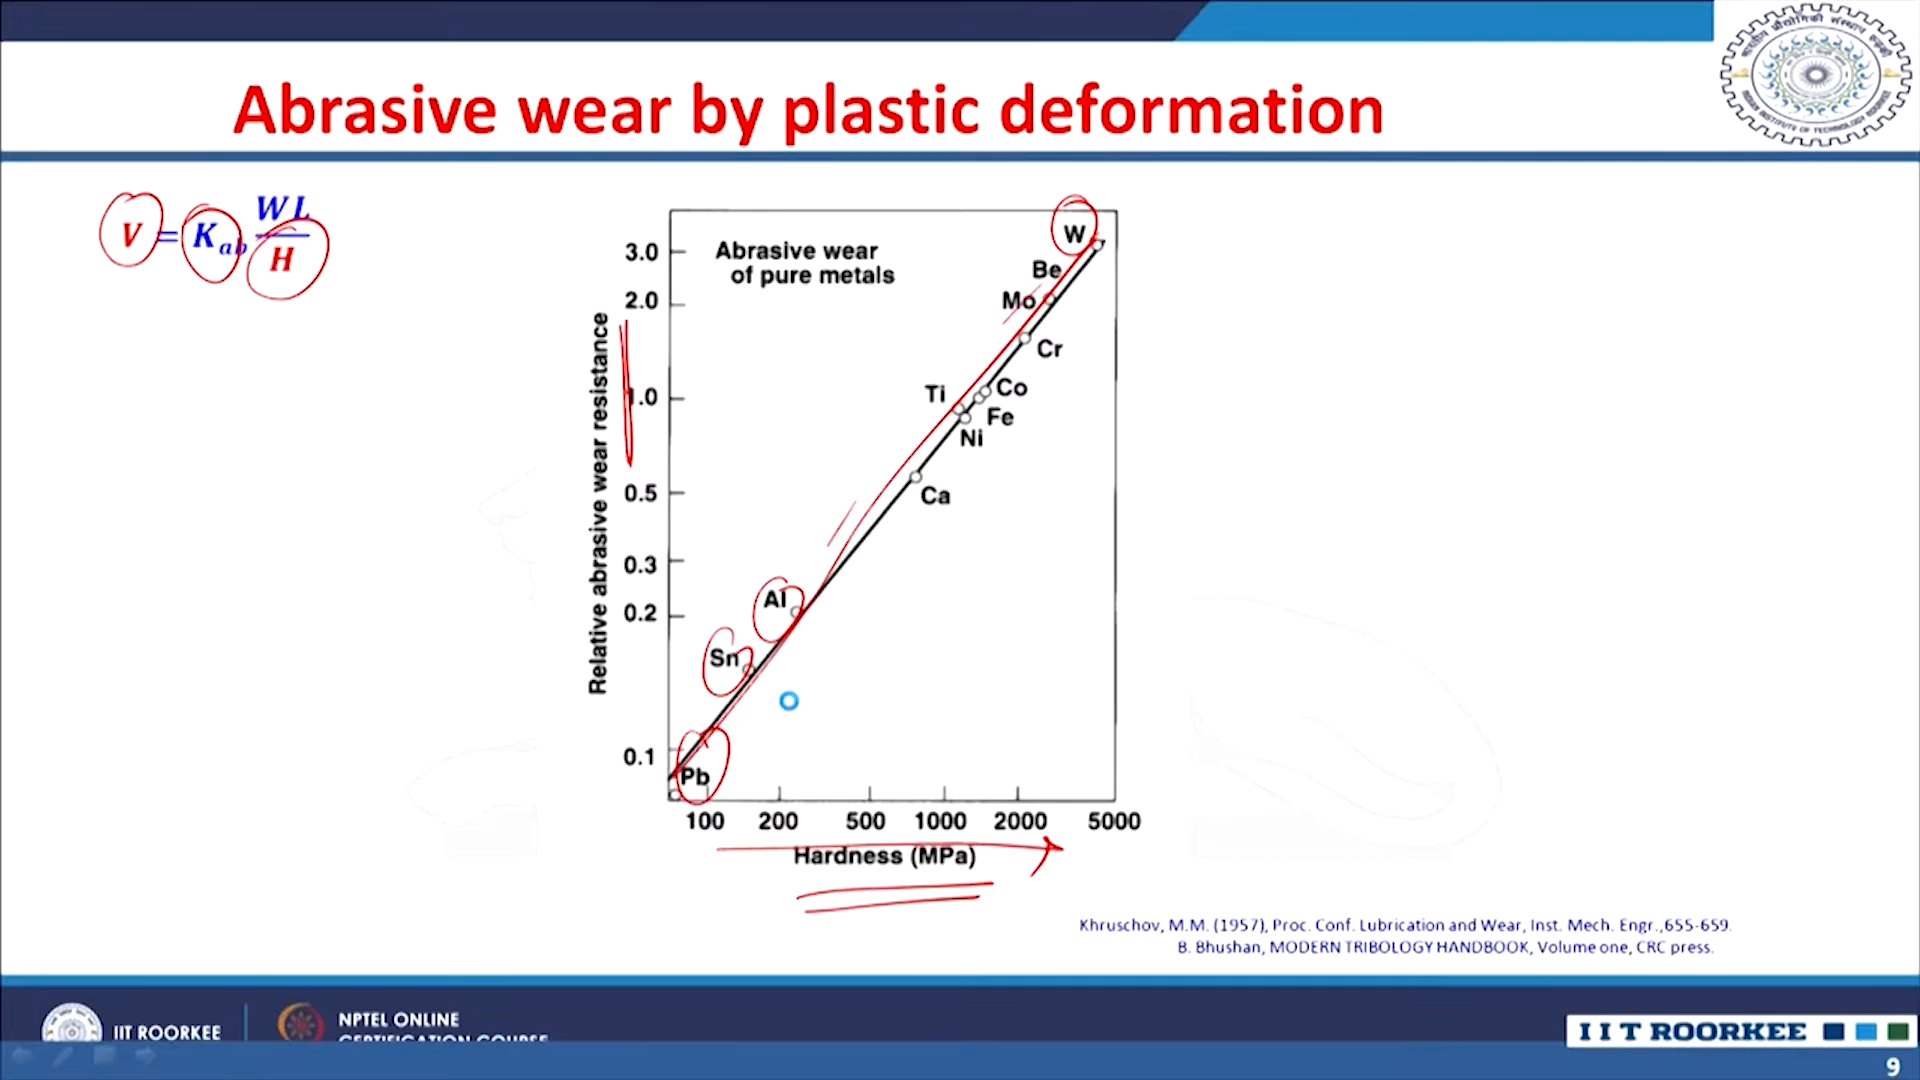 Abrasive wear by plastic deformation
V = Kab WL / H
Abrasive wear
of pure metals
Relative abrasive wear resistance
3.0
2.0
1.0
0.5
0.3
0.2
0.1
W
Be
Mo
Cr
Ti
Co
Fe
Ni
Ca
Al
Sn
Pb
100 200 500 1000 2000 5000
Hardness (MPa)
Khruschov, M.M. (1957), Proc. Conf. Lubrication and Wear, Inst. Mech. Engr.,655-659.
B. Bhushan, MODERN TRIBOLOGY HANDBOOK, Volume one, CRC press.
IIT ROORKEE
NPTEL ONLINE
CERTIFICATION COURSE
IIT ROORKEE
9